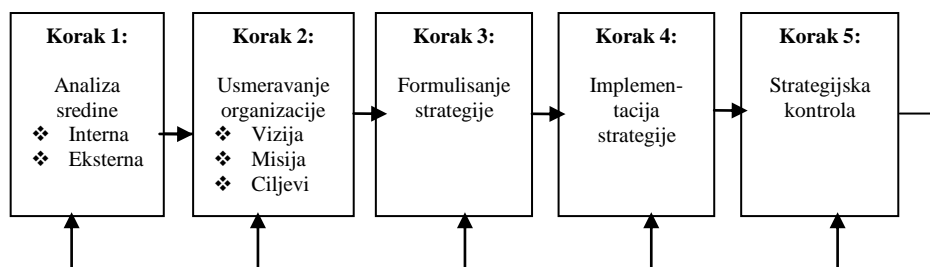 Korak 1:
Analiza
sredine
❖ Interna
❖ Eksterna
Korak 2:
Usmeravanje
organizacije
❖ Vizija
❖ Misija
❖ Ciljevi
Korak 3:
Formulisanje
strategije
Korak 4:
Implemen-
tacija
strategije
Korak 5:
Strategijska
kontrola